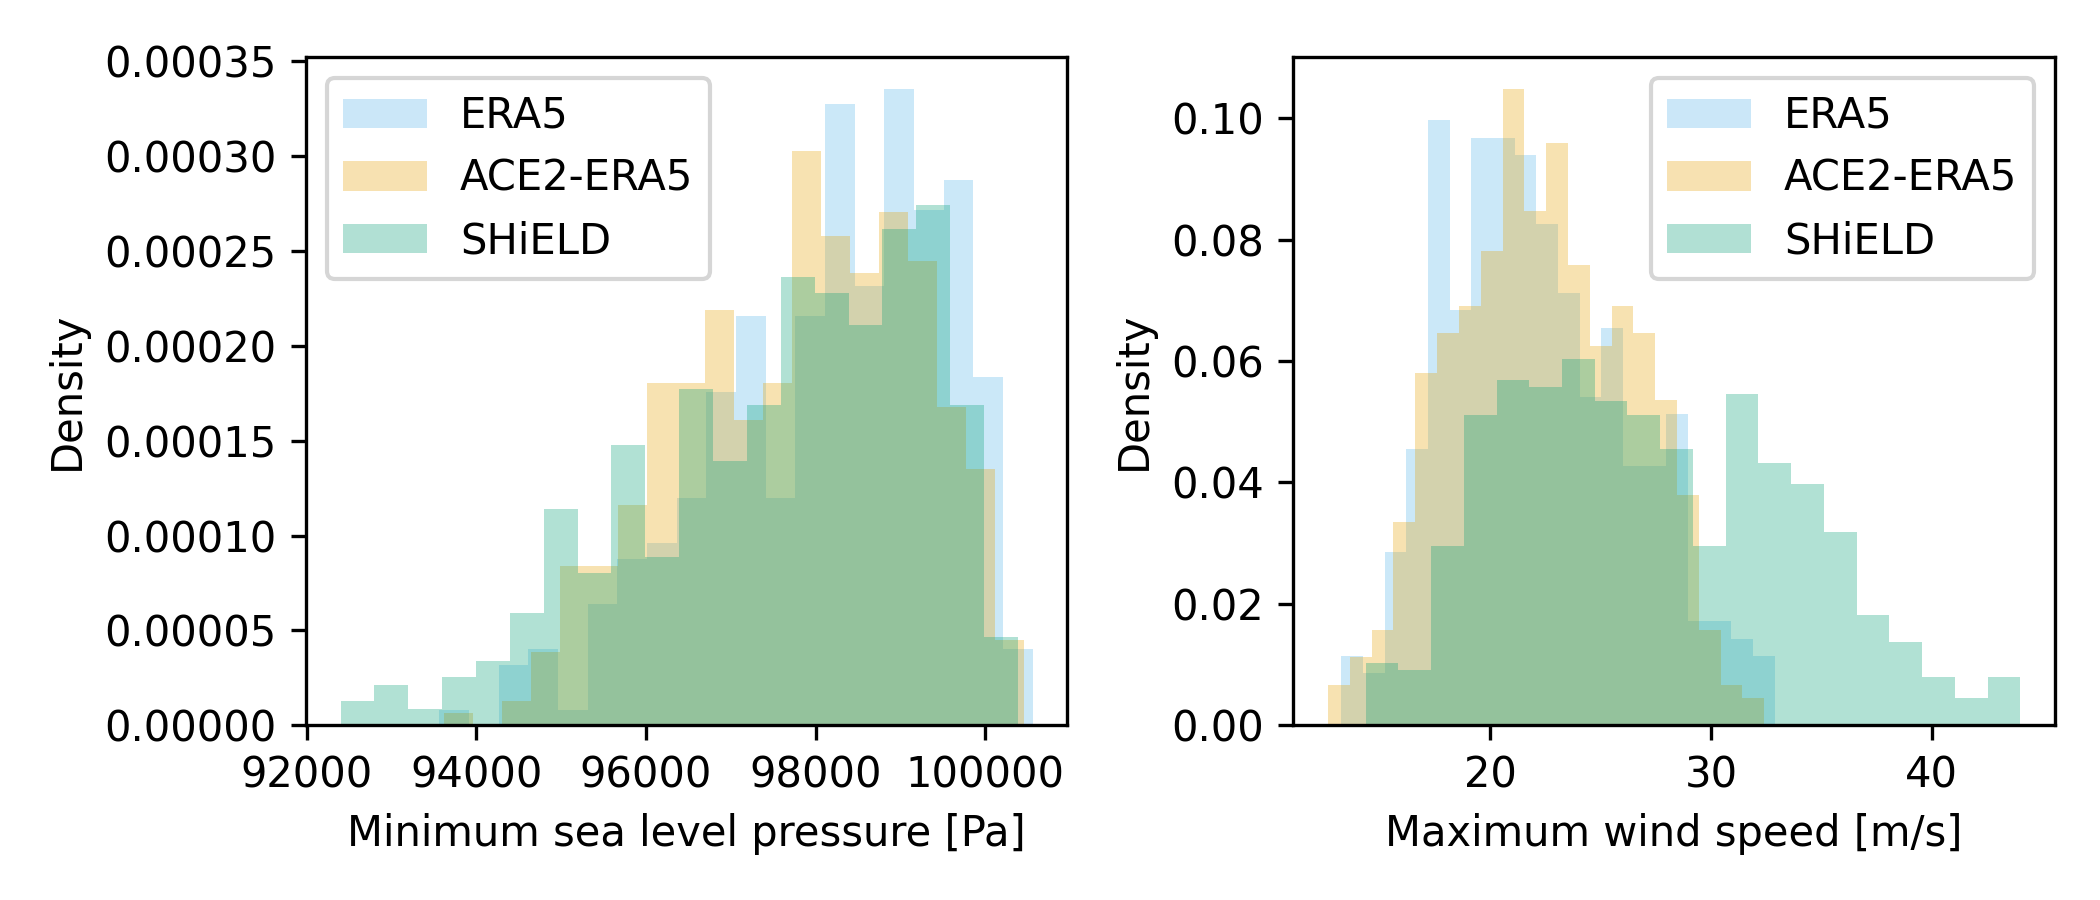 0.00035
0.00030
0.00025
0.00020
0.00015
0.00010
0.00005
0.00000
Density
ERA5
ACE2-ERA5
SHiELD
92000 94000 96000 98000 100000
Minimum sea level pressure [Pa]
0.10
0.08
0.06
0.04
0.02
0.00
Density
ERA5
ACE2-ERA5
SHiELD
20 30 40
Maximum wind speed [m/s]